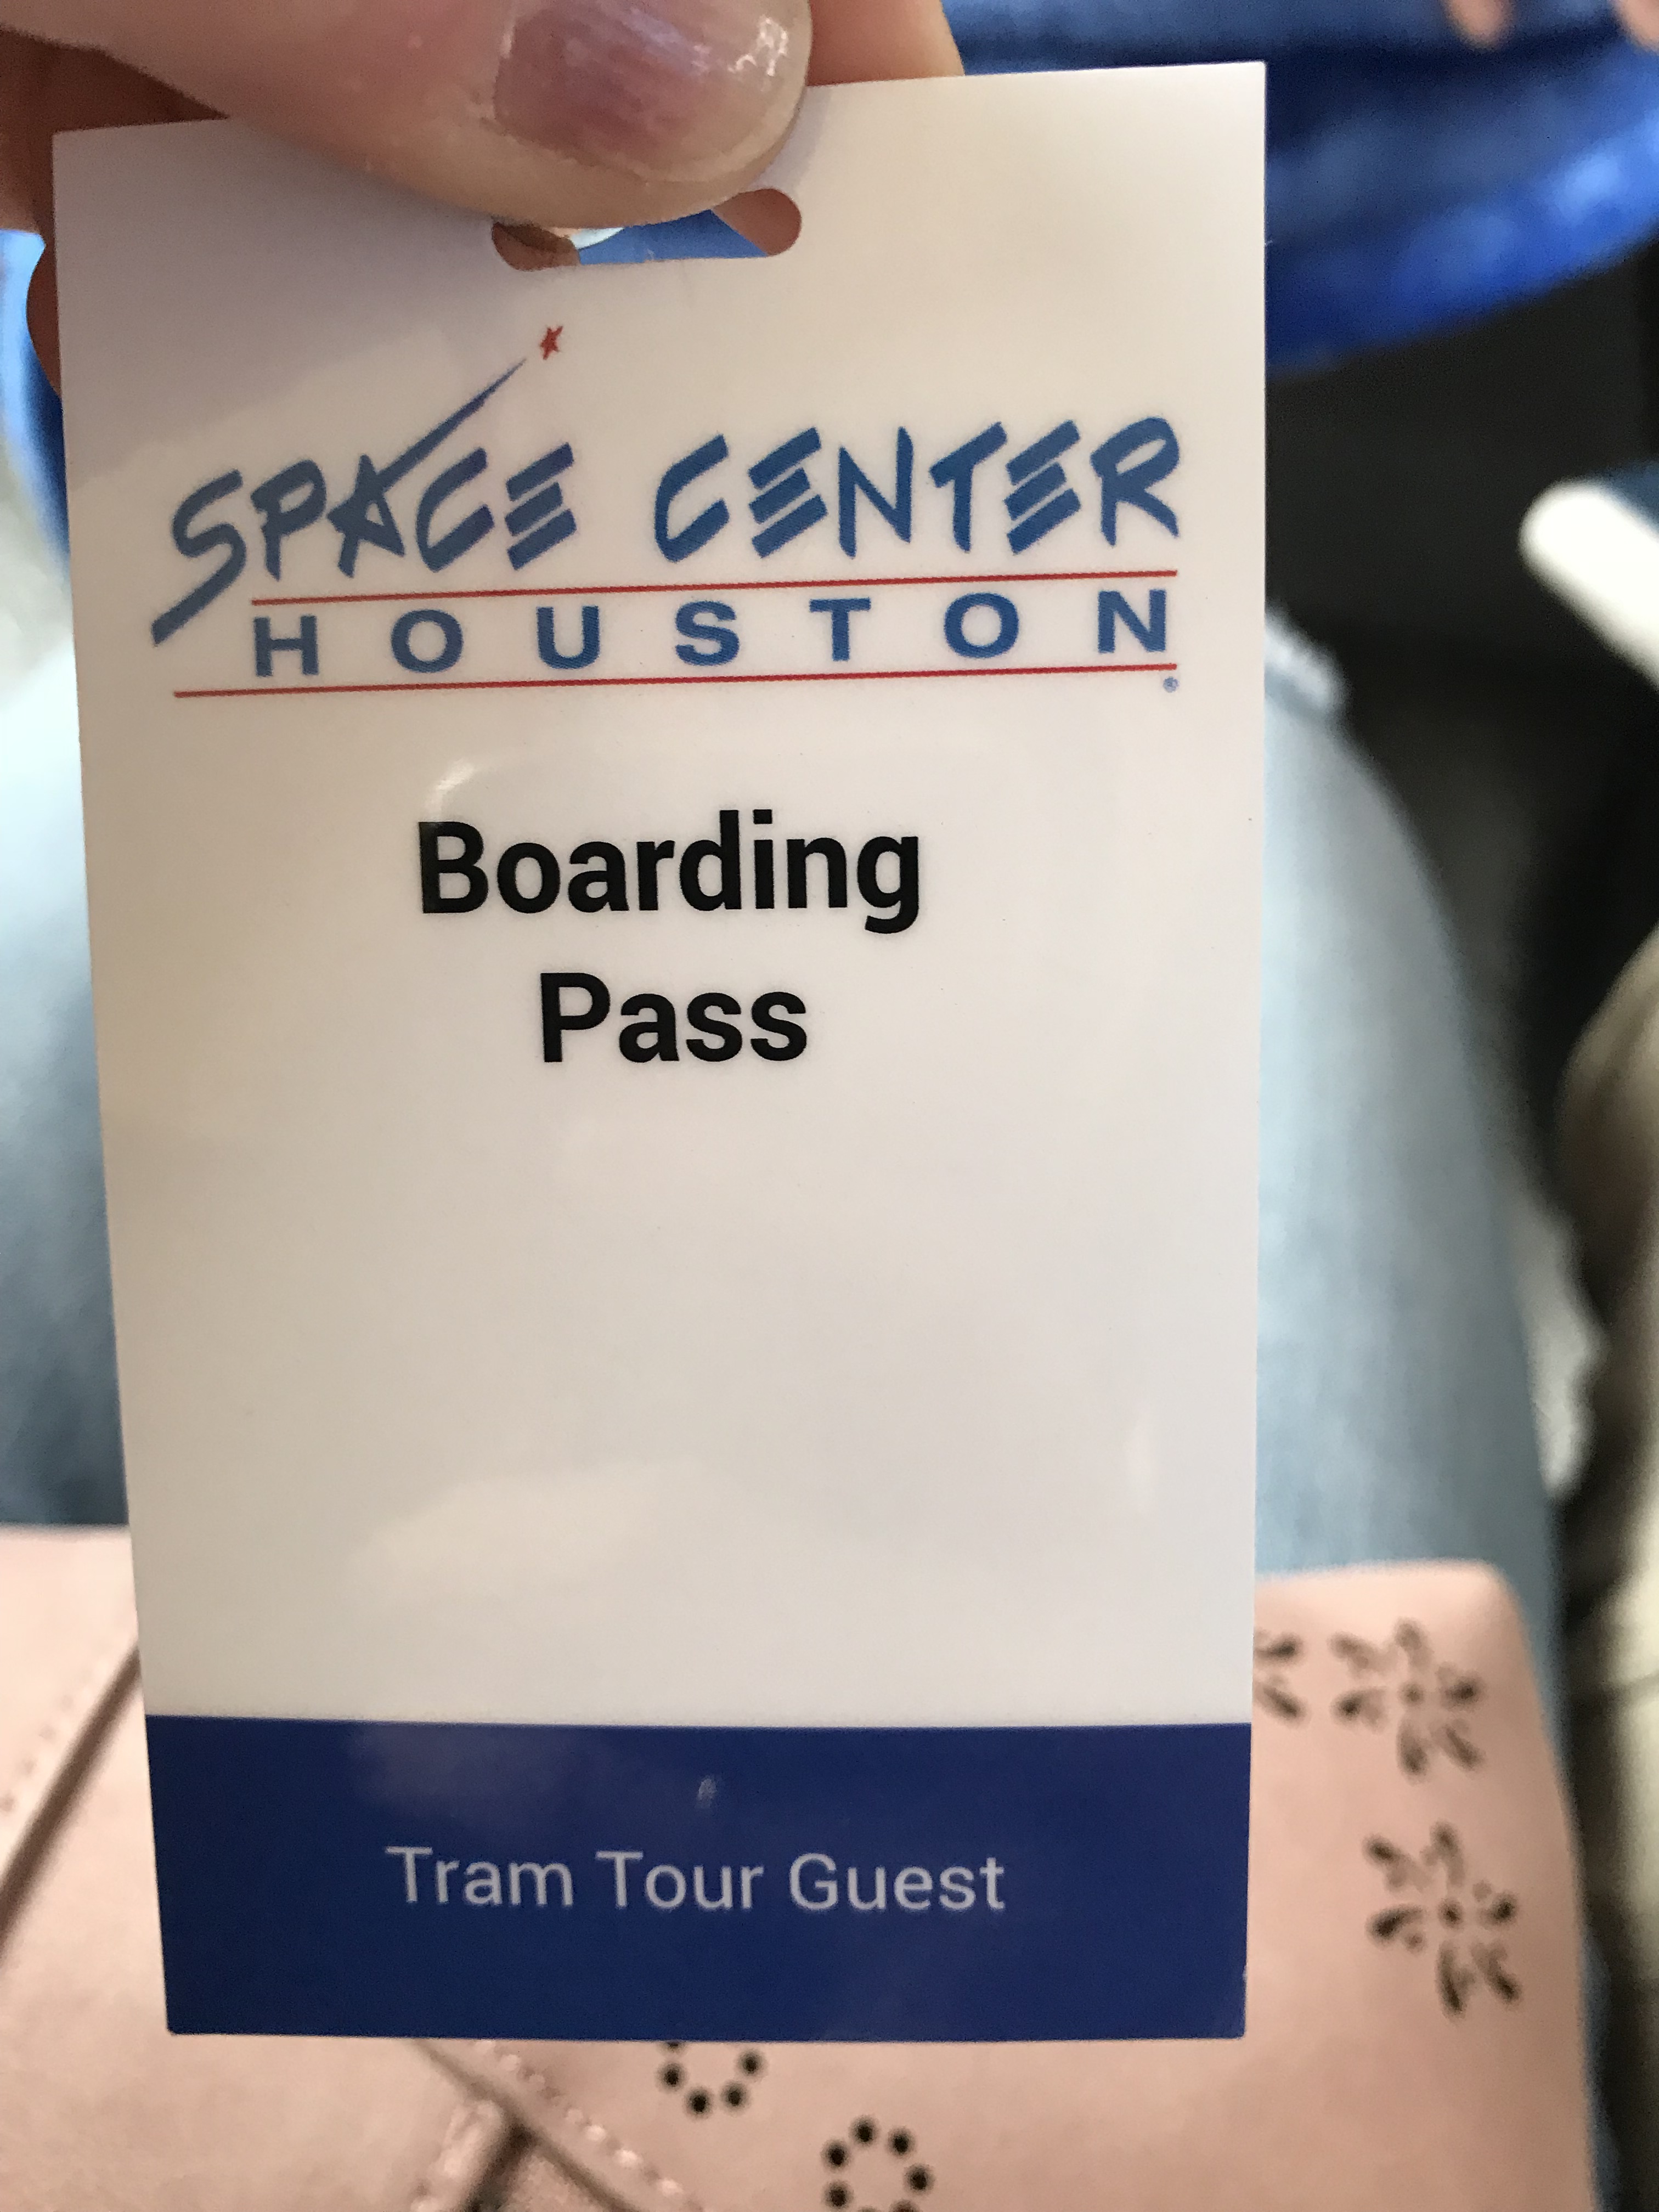 SPACE CENTER
HOUSTON®
Boarding
Pass
Tram Tour Guest